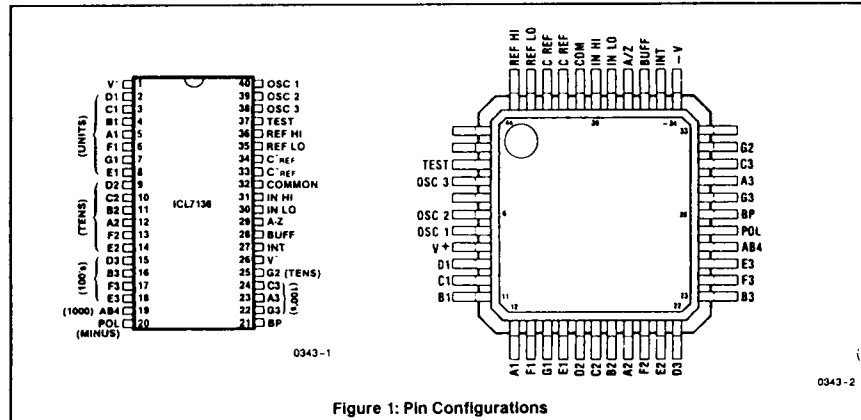 V+ 1
D1 2
C1 3
B1 4
A1 5
F1 6
G1 7
E1 8
D2 9
C2 10
B2 11
A2 12
F2 13
E2 14
D3 15
B3 16
F3 17
E3 18
(1000) AB4 19
POL 20
(MINUS)
(UNITS)
(TENS)
(100's)
ICL7136
40 OSC 1
39 OSC 2
38 OSC 3
37 TEST
36 REF HI
35 REF LO
34 C+REF
33 C-REF
32 COMMON
31 IN HI
30 IN LO
29 A-Z
28 BUFF
27 INT
26 V-
25 G2 (TENS)
24 C3
23 A3
22 G3
21 BP
(100's)
0343-1
REF HI
REF LO
C REF
C REF
COM
IN HI
IN LO
A/Z
BUFF
INT
-V
44
39
34
33
TEST
OSC 3
OSC 2
OSC 1
V+
D1
C1
B1
6
11
12
G2
C3
A3
G3
BP
POL
AB4
E3
F3
B3
28
23
22
A1
F1
G1
E1
D2
C2
B2
A2
F2
E2
D3
0343-2
Figure 1: Pin Configurations